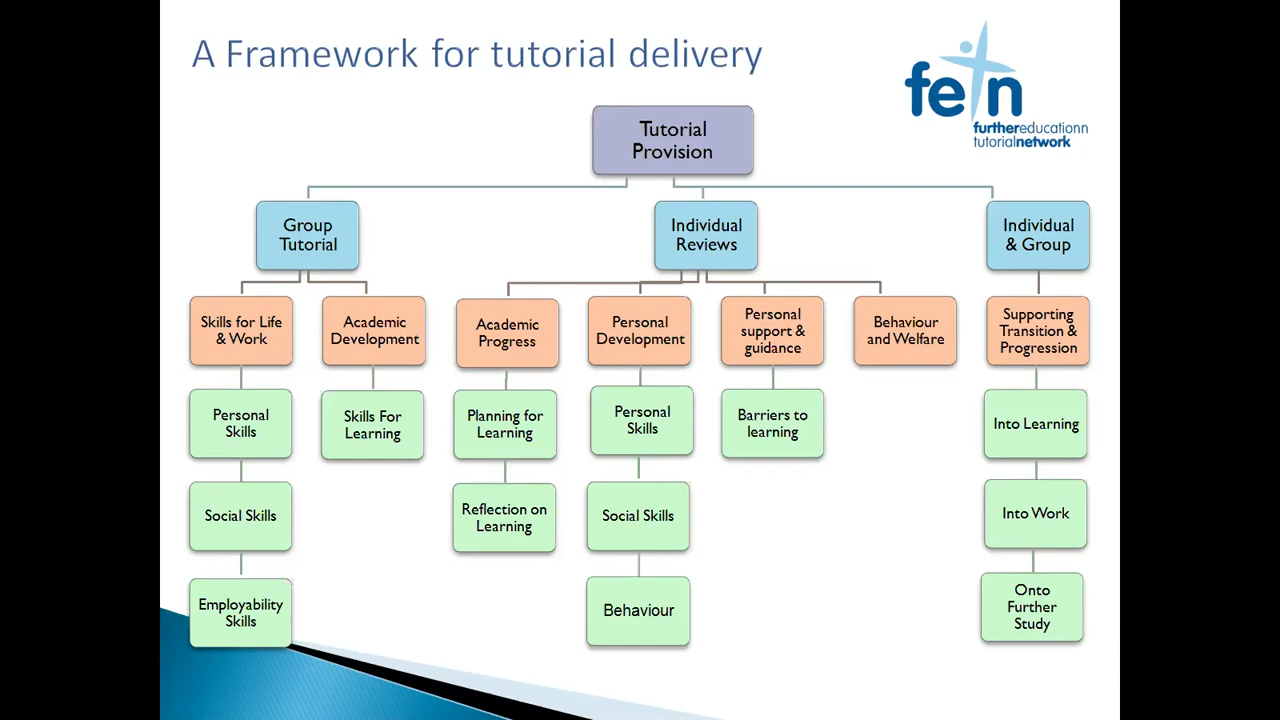 A Framework for tutorial delivery
fetn
furthereducationn
tutorialnetwork
Tutorial
Provision
Group
Tutorial
Individual
Reviews
Individual
& Group
Skills for Life
& Work
Academic
Development
Academic
Progress
Personal
Development
Personal
support &
guidance
Behaviour
and Welfare
Supporting
Transition &
Progression
Personal
Skills
Skills For
Learning
Planning for
Learning
Personal
Skills
Barriers to
learning
Into Learning
Social Skills
Reflection on
Learning
Social Skills
Into Work
Employability
Skills
Behaviour
Onto
Further
Study